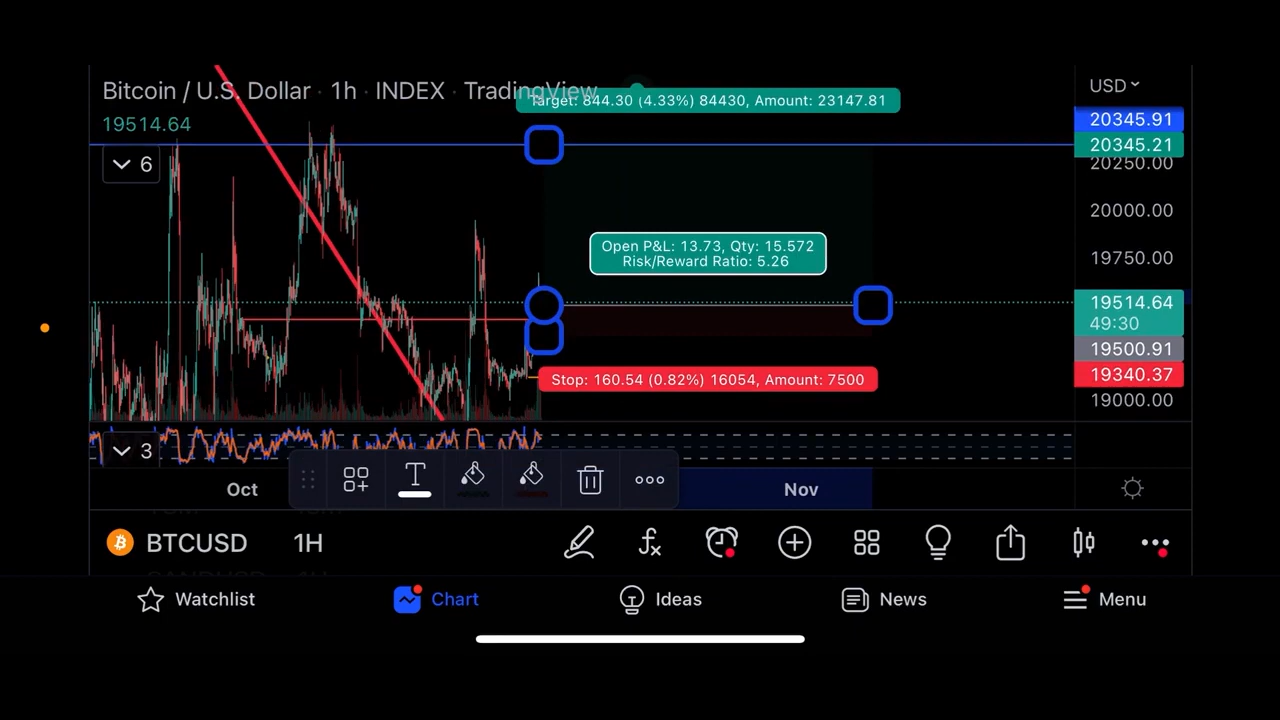 Bitcoin / U.S. Dollar · 1h · INDEX · TradingView
USD
Target: 844.30 (4.33%) 84430, Amount: 23147.81
19514.64
20345.91
20345.21
20250.00
6
20000.00
Open P&L: 13.73, Qty: 15.572
Risk/Reward Ratio: 5.26
19750.00
19514.64
49:30
19500.91
Stop: 160.54 (0.82%) 16054, Amount: 7500
19340.37
19000.00
3
T
Oct
Nov
BTCUSD 1H
Watchlist
Chart
Ideas
News
Menu